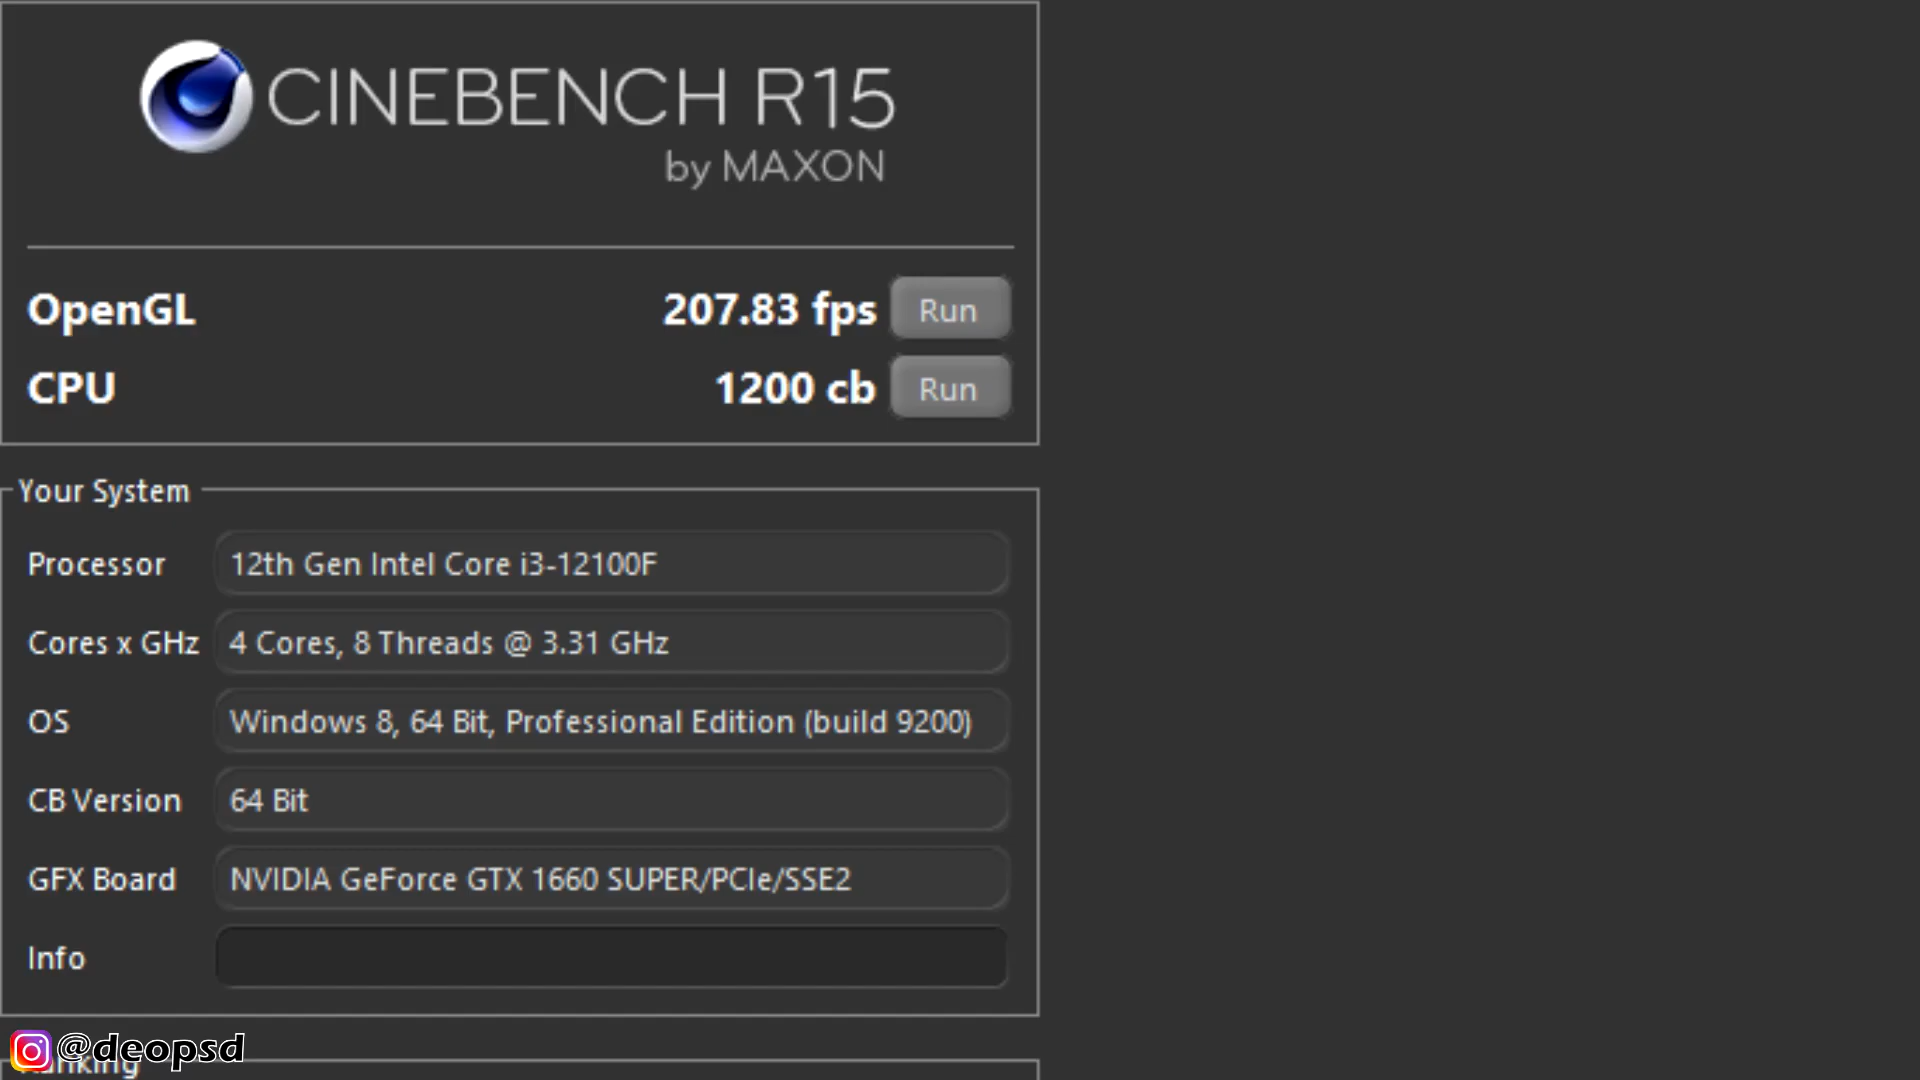 CINEBENCH R15
by MAXON
OpenGL 207.83 fps Run
CPU 1200 cb Run
Your System
Processor 12th Gen Intel Core i3-12100F
Cores x GHz 4 Cores, 8 Threads @ 3.31 GHz
OS Windows 8, 64 Bit, Professional Edition (build 9200)
CB Version 64 Bit
GFX Board NVIDIA GeForce GTX 1660 SUPER/PCIe/SSE2
Info
@deopsd
Ranking